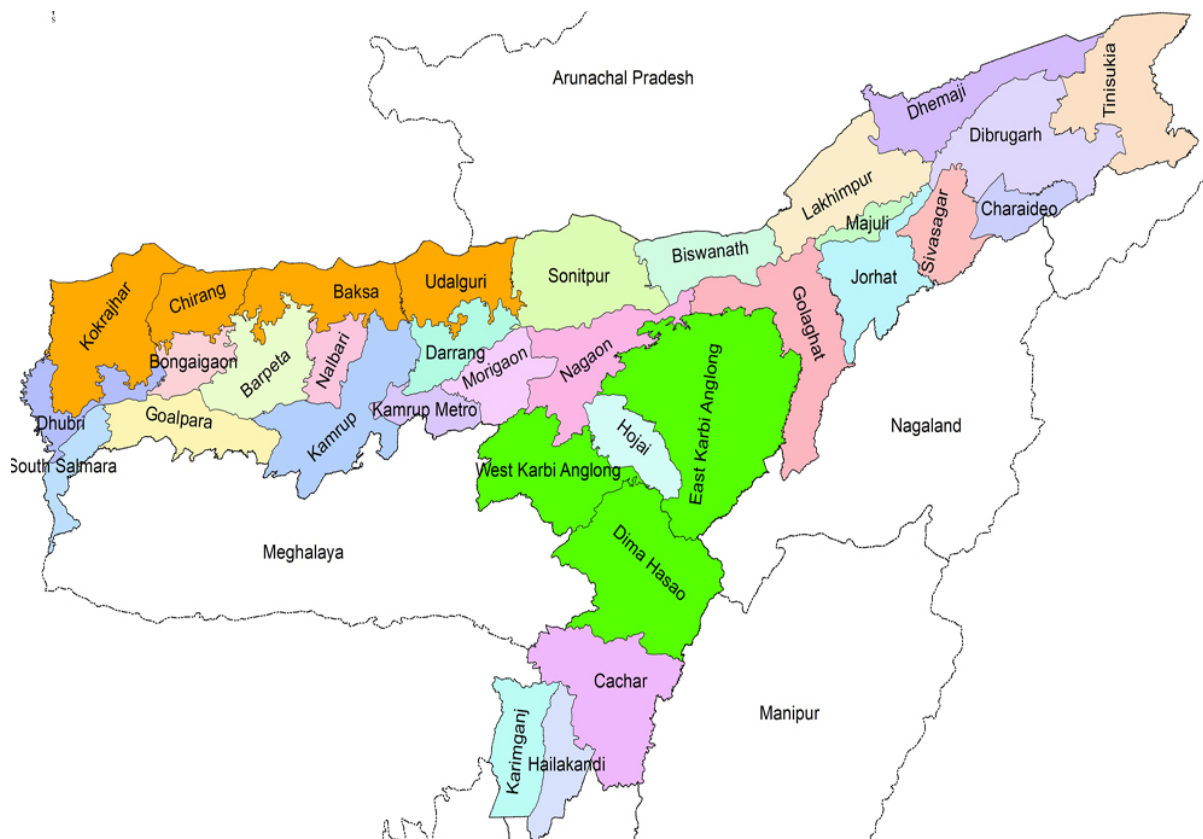 Arunachal Pradesh
Tinisukia
Dhemaji
Dibrugarh
Lakhimpur
Charaideo
Majuli
Sivasagar
Biswanath
Sonitpur
Jorhat
Udalguri
Baksa
Chirang
Kokrajhar
Golaghat
Darrang
Bongaigaon
Barpeta
Nalbari
Morigaon
Nagaon
Kamrup Metro
Goalpara
Dhubri
Kamrup
East Karbi Anglong
Nagaland
Hojai
South Salmara
West Karbi Anglong
Meghalaya
Dima Hasao
Cachar
Manipur
Karimganj
Hailakandi